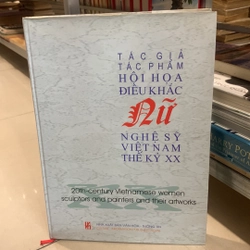 TÁC GIẢ
TÁC PHẨM
HỘI HỌA
ĐIÊU KHẮC
Nữ
NGHỆ SỸ
VIỆT NAM
THẾ KỶ XX
XX
20th-century Vietnamese women
sculptors and painters and their artworks